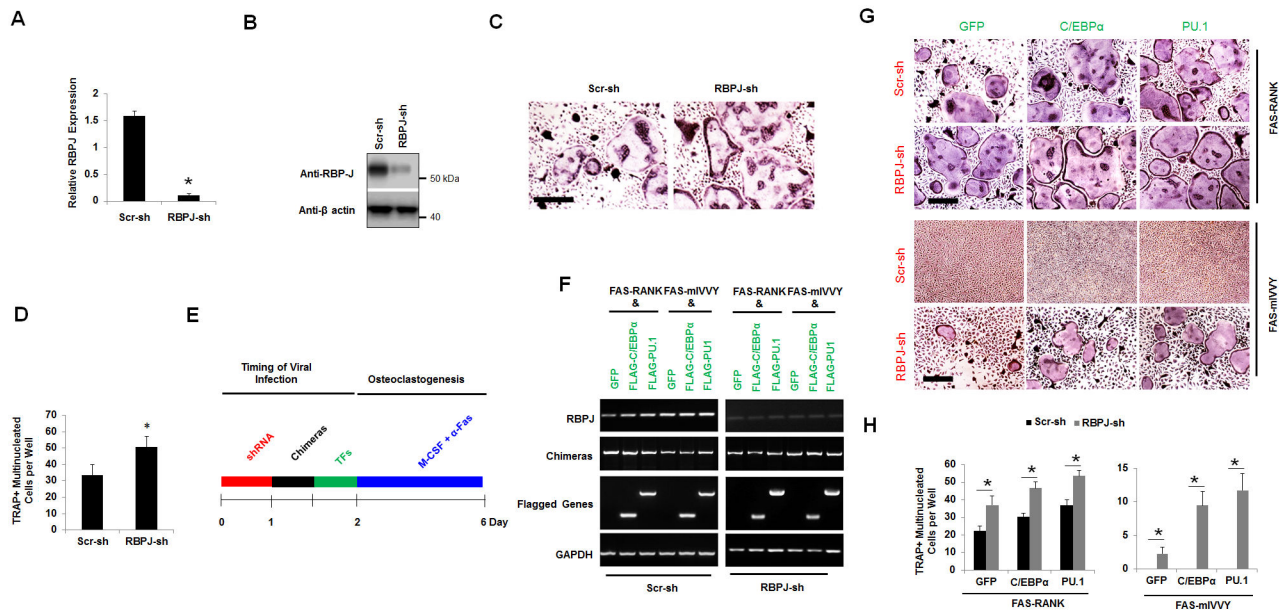 A
Relative RBPJ Expression
2
1.5
1
0.5
0
*
Scr-sh
RBPJ-sh
B
Scr-sh
RBPJ-sh
Anti-RBP-J
50 kDa
Anti-β actin
40
C
Scr-sh
RBPJ-sh
D
TRAP+ Multinucleated
Cells per Well
70
60
50
40
30
20
10
0
*
Scr-sh
RBPJ-sh
E
Timing of Viral
Infection
Osteoclastogenesis
shRNA
Chimeras
TFs
M-CSF + α-Fas
0
1
2
6 Day
F
FAS-RANK
&
FAS-mIVVY
&
FAS-RANK
&
FAS-mIVVY
&
GFP
FLAG-C/EBPα
FLAG-PU.1
GFP
FLAG-C/EBPα
FLAG-PU1
GFP
FLAG-C/EBPα
FLAG-PU.1
GFP
FLAG-C/EBPα
FLAG-PU1
RBPJ
Chimeras
Flagged Genes
GAPDH
Scr-sh
RBPJ-sh
G
GFP
C/EBPα
PU.1
Scr-sh
RBPJ-sh
FAS-RANK
Scr-sh
RBPJ-sh
FAS-mIVVY
H
Scr-sh
RBPJ-sh
TRAP+ Multinucleated
Cells per Well
60
50
40
30
20
10
0
*
*
*
GFP
C/EBPα
PU.1
FAS-RANK
15
10
5
0
*
*
*
GFP
C/EBPα
PU.1
FAS-mIVVY